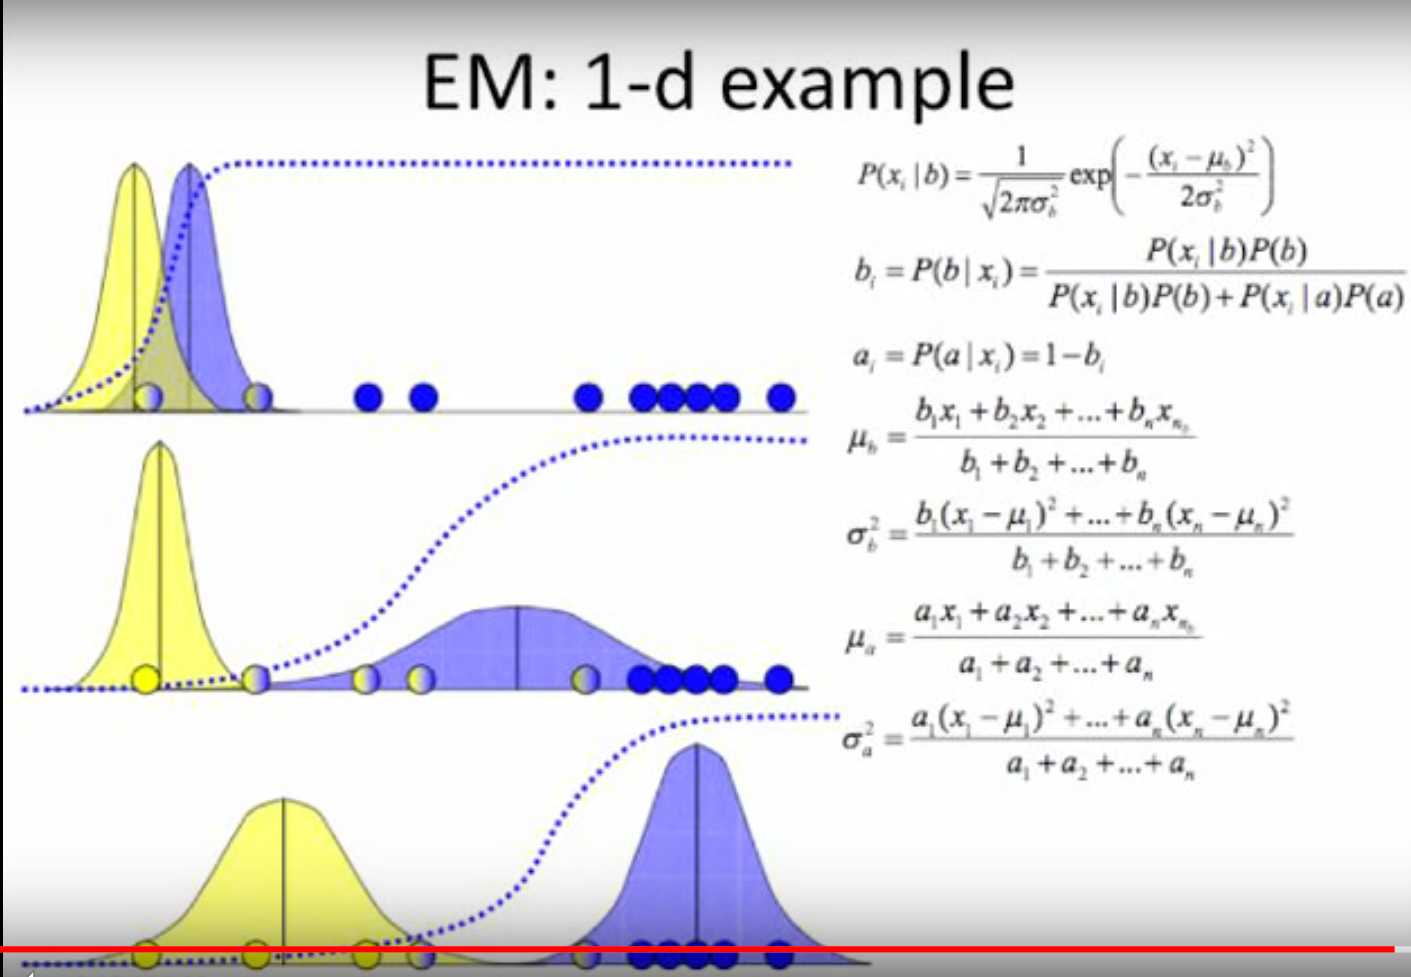 EM: 1-d example
P(x_i | b) = \frac{1}{\sqrt{2\pi\sigma_b^2}} \exp\left(-\frac{(x_i - \mu_b)^2}{2\sigma_b^2}\right)
b_i = P(b | x_i) = \frac{P(x_i | b)P(b)}{P(x_i | b)P(b) + P(x_i | a)P(a)}
a_i = P(a | x_i) = 1 - b_i
\mu_b = \frac{b_1 x_1 + b_2 x_2 + ... + b_n x_{n_b}}{b_1 + b_2 + ... + b_n}
\sigma_b^2 = \frac{b_1(x_1 - \mu_1)^2 + ... + b_n(x_n - \mu_n)^2}{b_1 + b_2 + ... + b_n}
\mu_a = \frac{a_1 x_1 + a_2 x_2 + ... + a_n x_{n_b}}{a_1 + a_2 + ... + a_n}
\sigma_a^2 = \frac{a_1(x_1 - \mu_1)^2 + ... + a_n(x_n - \mu_n)^2}{a_1 + a_2 + ... + a_n}